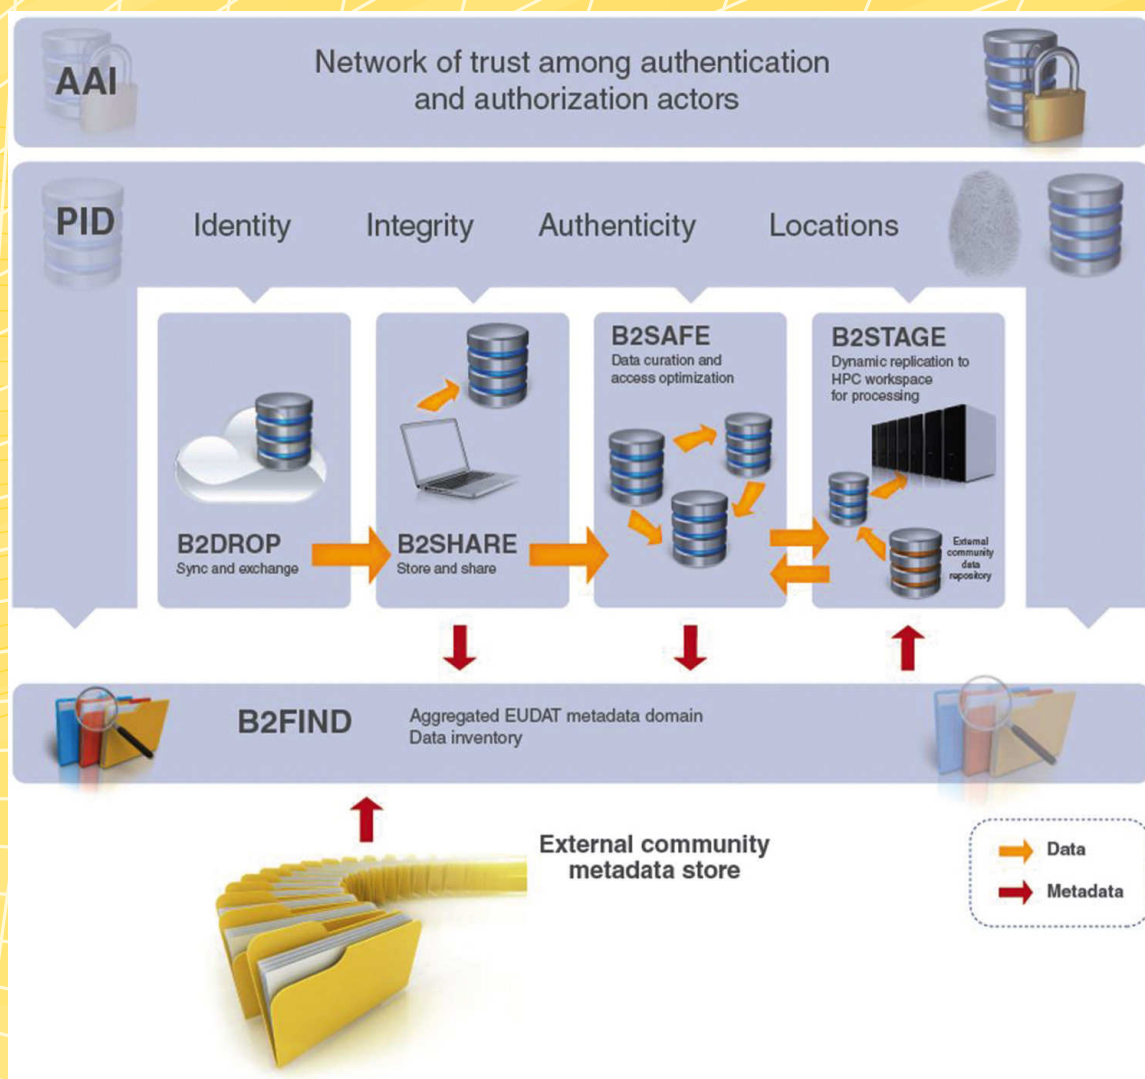 AAI
Network of trust among authentication
and authorization actors
PID
Identity
Integrity
Authenticity
Locations
B2DROP
Sync and exchange
B2SHARE
Store and share
B2SAFE
Data curation and
access optimization
B2STAGE
Dynamic replication to
HPC workspace
for processing
External
community
data
repository
B2FIND
Aggregated EUDAT metadata domain
Data inventory
External community
metadata store
Data
Metadata